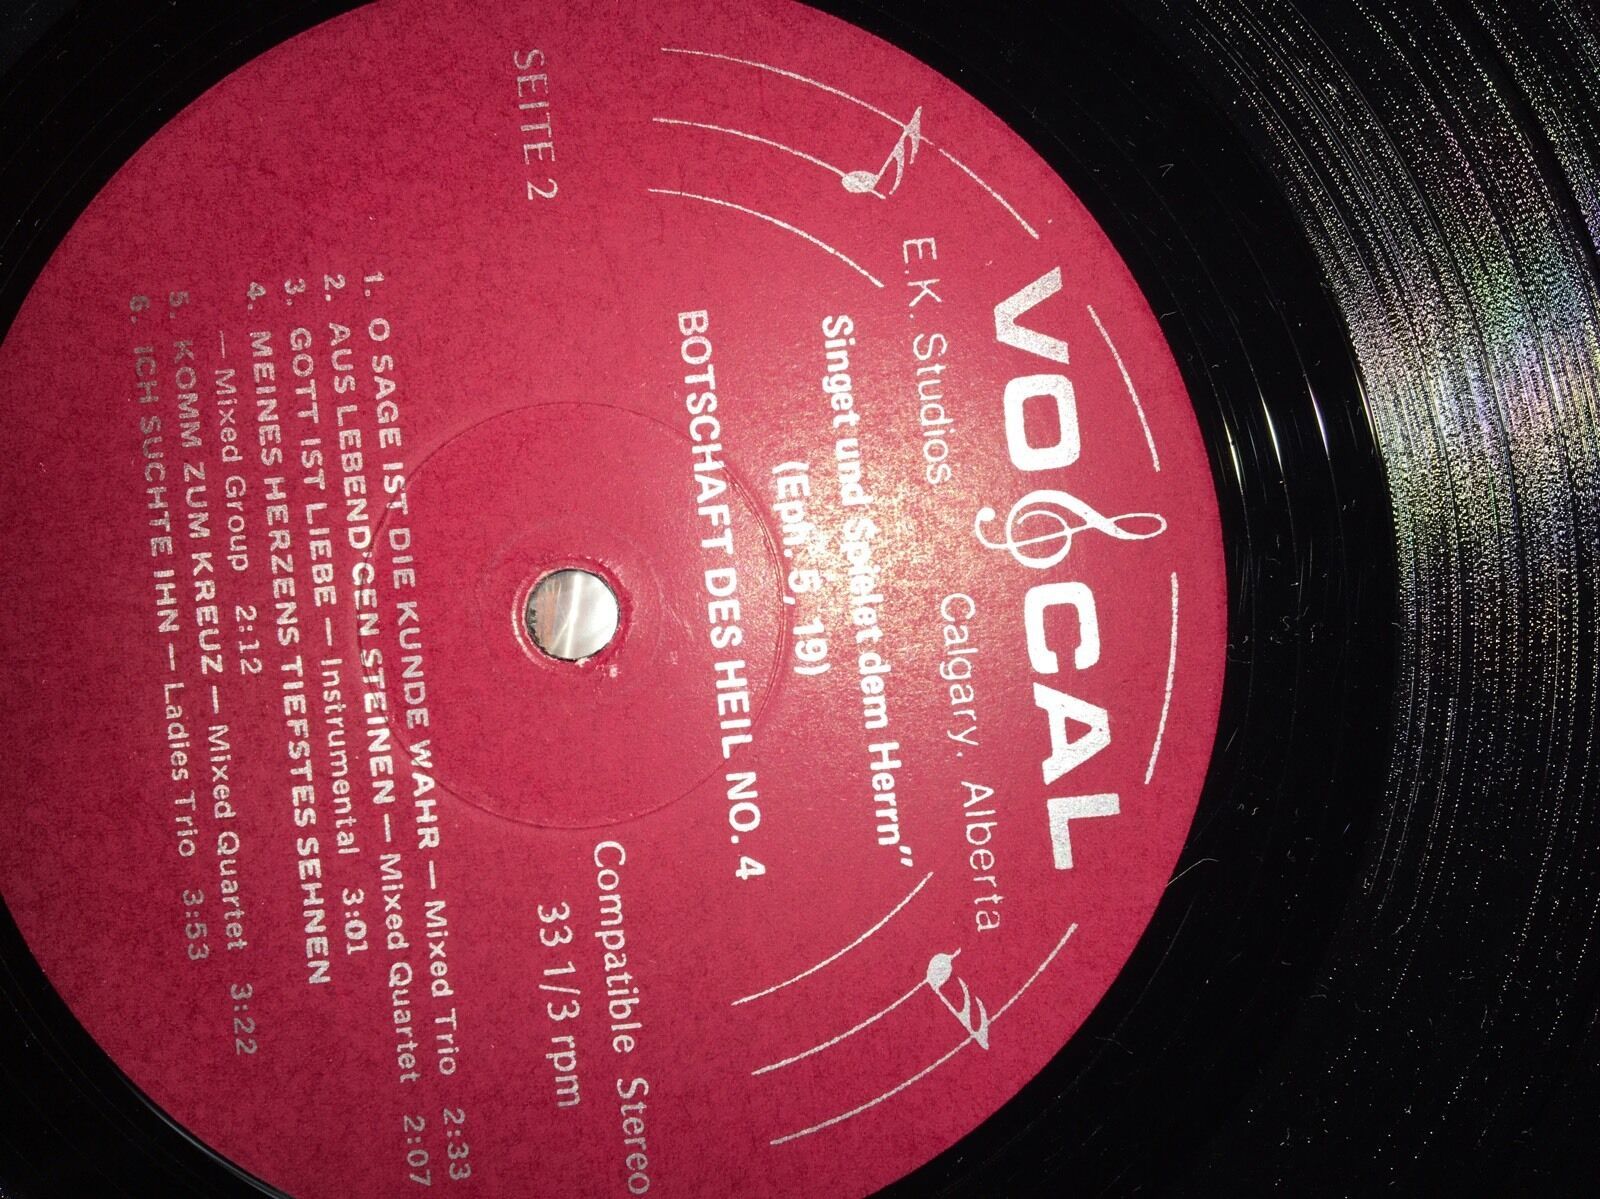 VOCAL
E.K. Studios Calgary, Alberta
Singet und Spielet dem Herrn"
(Eph. 5, 19)
BOTSCHAFT DES HEIL NO. 4
SEITE 2
Compatible Stereo
33 1/3 rpm
1. O SAGE IST DIE KUNDE WAHR — Mixed Trio 2:33
2. AUS LEBEND'GEN STEINEN — Mixed Quartet 2:07
3. GOTT IST LIEBE — Instrumental 3:01
4. MEINES HERZENS TIEFSTES SEHNEN
— Mixed Group 2:12
5. KOMM ZUM KREUZ — Mixed Quartet 3:22
6. ICH SUCHTE IHN — Ladies Trio 3:53